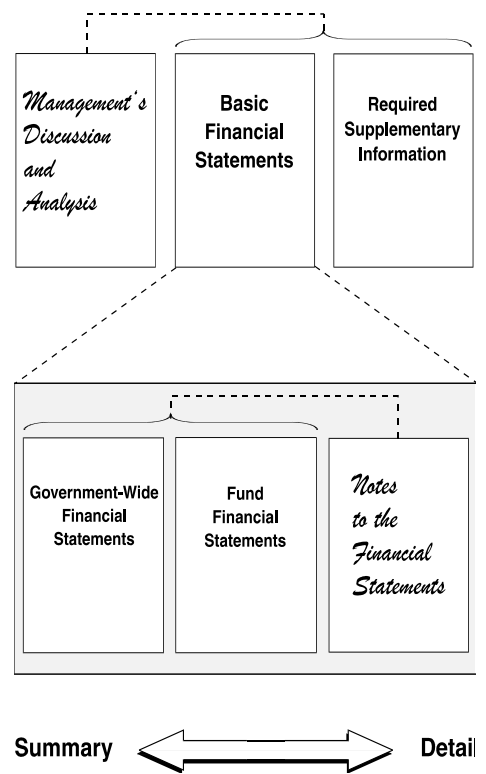 Management's
Discussion
and
Analysis
Basic
Financial
Statements
Required
Supplementary
Information
Government-Wide
Financial
Statements
Fund
Financial
Statements
Notes
to the
Financial
Statements
Summary
Detail